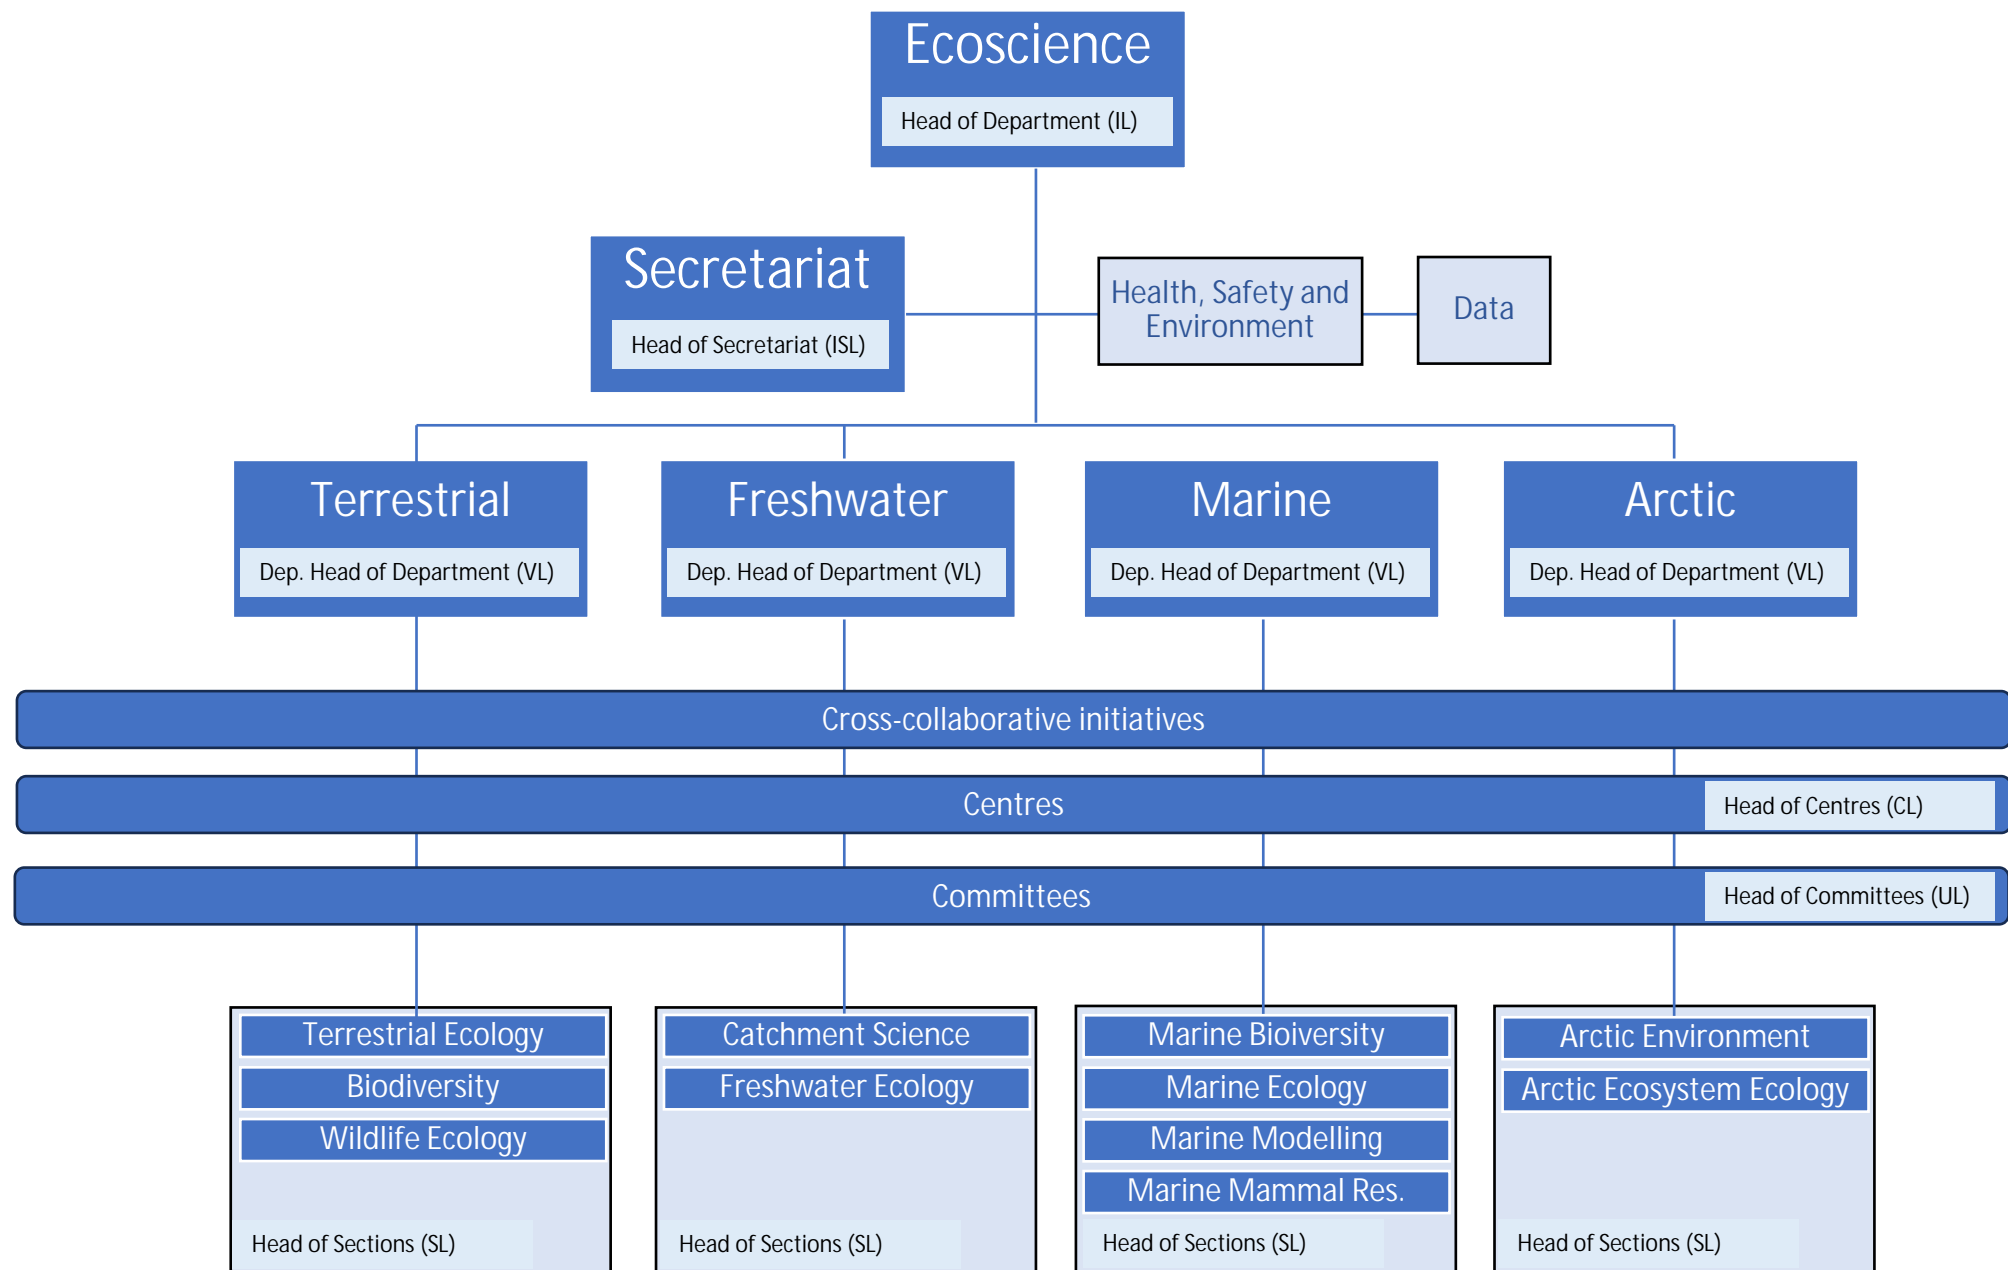 Ecoscience
Head of Department (IL)
Secretariat
Head of Secretariat (ISL)
Health, Safety and
Environment
Data
Terrestrial
Dep. Head of Department (VL)
Freshwater
Dep. Head of Department (VL)
Marine
Dep. Head of Department (VL)
Arctic
Dep. Head of Department (VL)
Cross-collaborative initiatives
Centres
Head of Centres (CL)
Committees
Head of Committees (UL)
Terrestrial Ecology
Biodiversity
Wildlife Ecology
Head of Sections (SL)
Catchment Science
Freshwater Ecology
Head of Sections (SL)
Marine Bioiversity
Marine Ecology
Marine Modelling
Marine Mammal Res.
Head of Sections (SL)
Arctic Environment
Arctic Ecosystem Ecology
Head of Sections (SL)